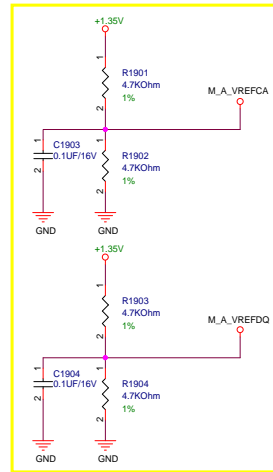 +1.35V
1
R1901
4.7KOhm
1%
2
M_A_VREFCA
1
C1903
0.1UF/16V
2
1
R1902
4.7KOhm
1%
2
GND
GND
+1.35V
1
R1903
4.7KOhm
1%
2
M_A_VREFDQ
1
C1904
0.1UF/16V
2
1
R1904
4.7KOhm
1%
2
GND
GND